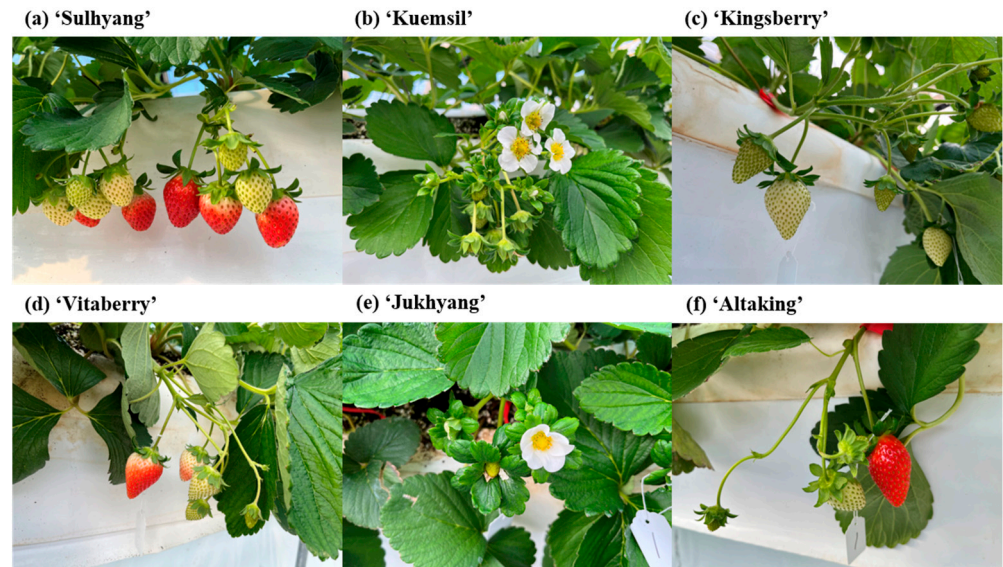 (a) ‘Sulhyang’
(b) ‘Kuemsil’
(c) ‘Kingsberry’
(d) ‘Vitaberry’
(e) ‘Jukhyang’
(f) ‘Altaking’